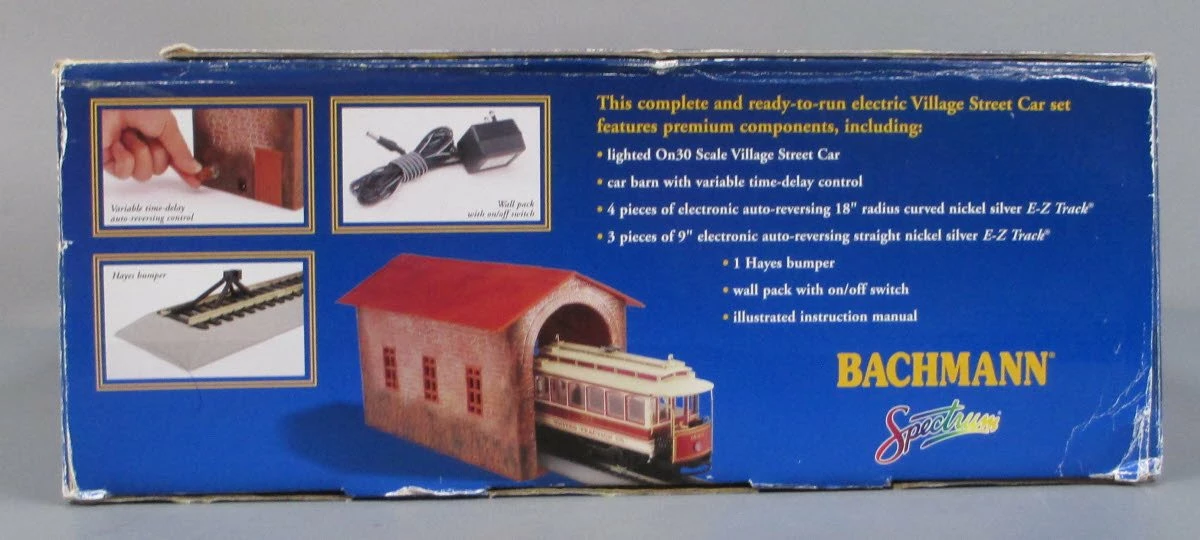 Variable time-delay
auto-reversing control
Wall pack
with on/off switch
Hayes bumper
This complete and ready-to-run electric Village Street Car set
features premium components, including:
• lighted On30 Scale Village Street Car
• car barn with variable time-delay control
• 4 pieces of electronic auto-reversing 18" radius curved nickel silver E-Z Track®
• 3 pieces of 9" electronic auto-reversing straight nickel silver E-Z Track®
• 1 Hayes bumper
• wall pack with on/off switch
• illustrated instruction manual
BACHMANN®
Spectrum®